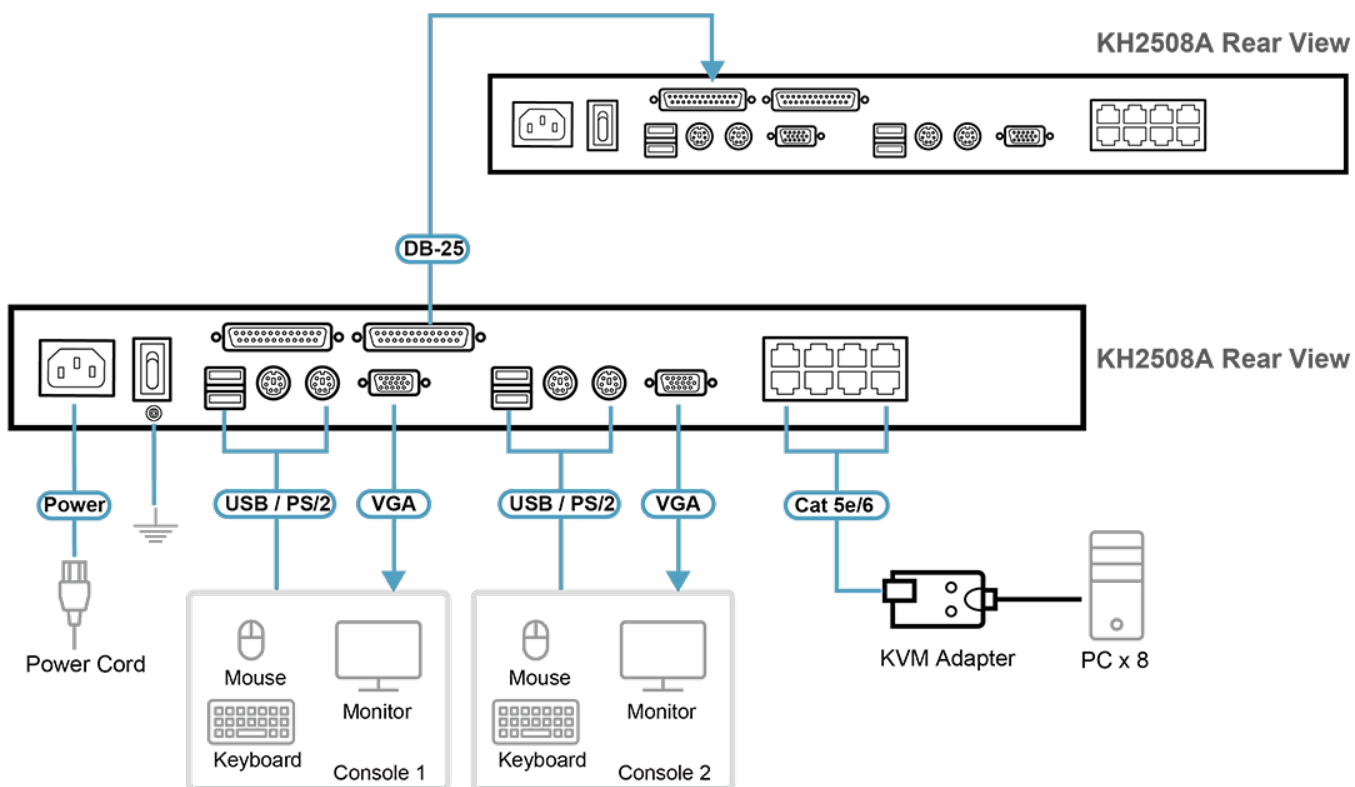 KH2508A Rear View
DB-25
KH2508A Rear View
Power
USB / PS/2
VGA
USB / PS/2
VGA
Cat 5e/6
Power Cord
Mouse
Monitor
Keyboard
Console 1
Mouse
Monitor
Keyboard
Console 2
KVM Adapter
PC x 8